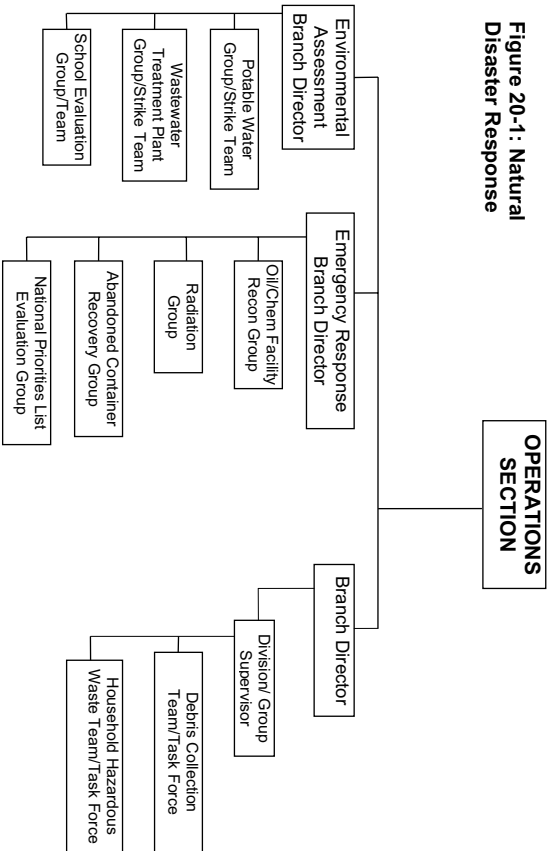 Figure 20-1: Natural
Disaster Response
OPERATIONS
SECTION
Environmental
Assessment
Branch Director
Potable Water
Group/Strike Team
Wastewater
Treatment Plant
Group/Strike Team
School Evaluation
Group/Team
Emergency Response
Branch Director
Oil/Chem Facility
Recon Group
Radiation
Group
Abandoned Container
Recovery Group
National Priorities List
Evaluation Group
Branch Director
Division/ Group
Supervisor
Debris Collection
Team/Task Force
Household Hazardous
Waste Team/Task Force